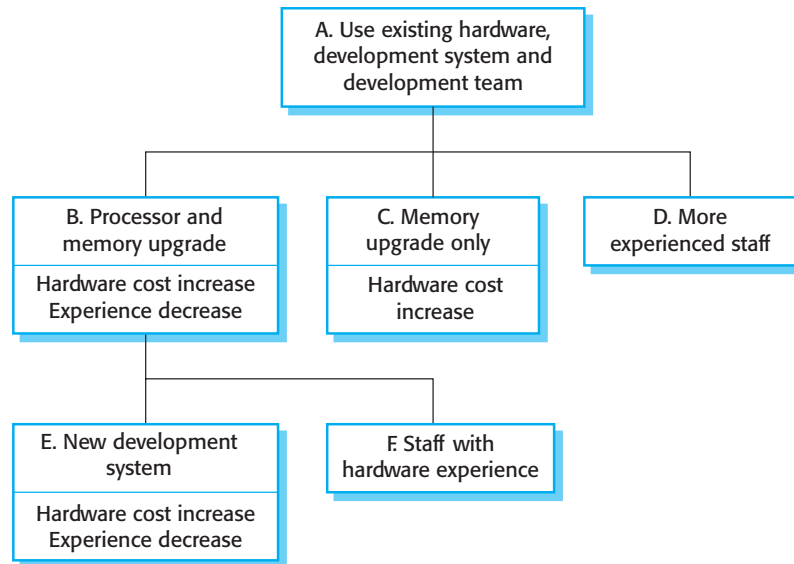 A. Use existing hardware,
development system and
development team
B. Processor and
memory upgrade
Hardware cost increase
Experience decrease
C. Memory
upgrade only
Hardware cost
increase
D. More
experienced staff
E. New development
system
Hardware cost increase
Experience decrease
F. Staff with
hardware experience